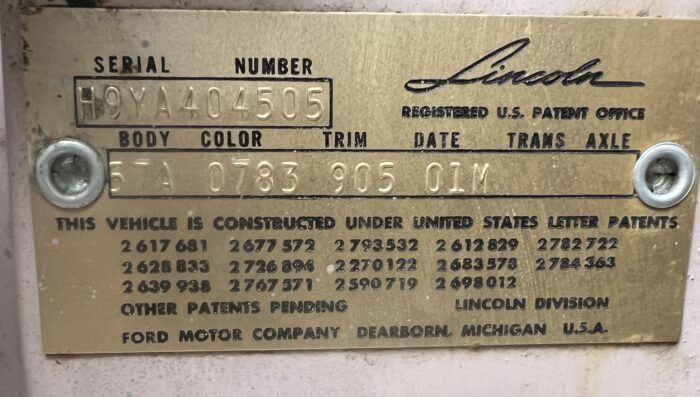 SERIAL NUMBER
Lincoln
H9YA404505
REGISTERED U.S. PATENT OFFICE
BODY COLOR TRIM DATE TRANS AXLE
57A 0783 905 01M
THIS VEHICLE IS CONSTRUCTED UNDER UNITED STATES LETTER PATENTS
2617681 2677572 2793532 2612829 2782722
2628833 2726894 2270122 2683578 2784363
2639938 2767571 2590719 2698012
OTHER PATENTS PENDING LINCOLN DIVISION
FORD MOTOR COMPANY DEARBORN, MICHIGAN U.S.A.